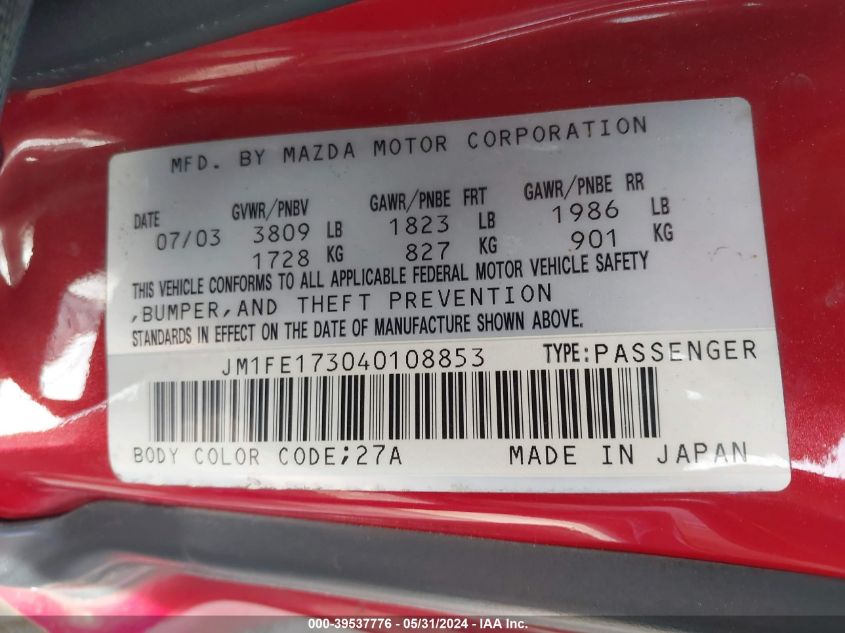 MFD. BY MAZDA MOTOR CORPORATION
DATE GVWR/PNBV GAWR/PNBE FRT GAWR/PNBE RR
07/03 3809 LB 1823 LB 1986 LB
1728 KG 827 KG 901 KG
THIS VEHICLE CONFORMS TO ALL APPLICABLE FEDERAL MOTOR VEHICLE SAFETY
,BUMPER,AND THEFT PREVENTION
STANDARDS IN EFFECT ON THE DATE OF MANUFACTURE SHOWN ABOVE.
JM1FE173040108853 TYPE:PASSENGER
BODY COLOR CODE;27A MADE IN JAPAN
000-39537776 - 05/31/2024 - IAA Inc.